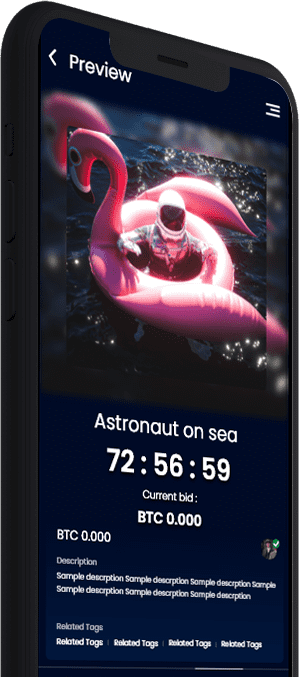 Preview
Astronaut on sea
72 : 56 : 59
Current bid :
BTC 0.000
BTC 0.000
Description
Sample descrption Sample descrption Sample descrption Sample
Sample descrption Sample descrption Sample descrption
Related Tags
Related Tags | Related Tags | Related Tags | Related Tags